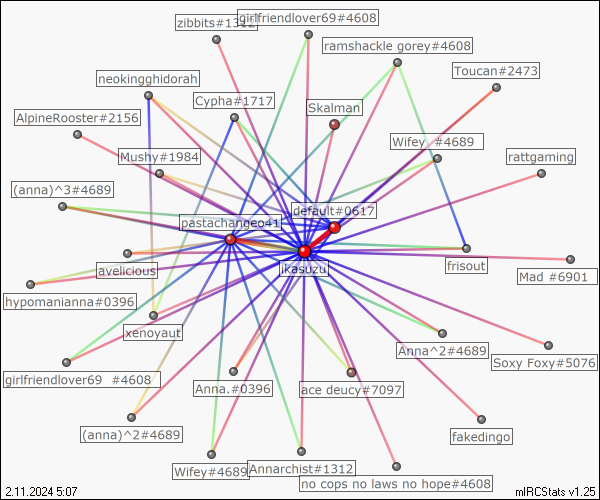 zibbits#1312
girlfriendlover69#4608
ramshackle gorey#4608
neokingghidorah
Toucan#2473
Cypha#1717
Skalman
AlpineRooster#2156
Wifey #4689
Mushy#1984
rattgaming
(anna)^3#4689
default#0617
pastachangeo41
avelicious
jkasuzu
frisout
Mad #6901
hypomanianna#0396
xenoyaut
Anna^2#4689
Soxy Foxy#5076
girlfriendlover69 #4608
Anna.#0396
ace deucy#7097
(anna)^2#4689
fakedingo
Wifey#4689
Annarchist#1312
no cops no laws no hope#4608
2.11.2024 5:07
mIRCStats v1.25